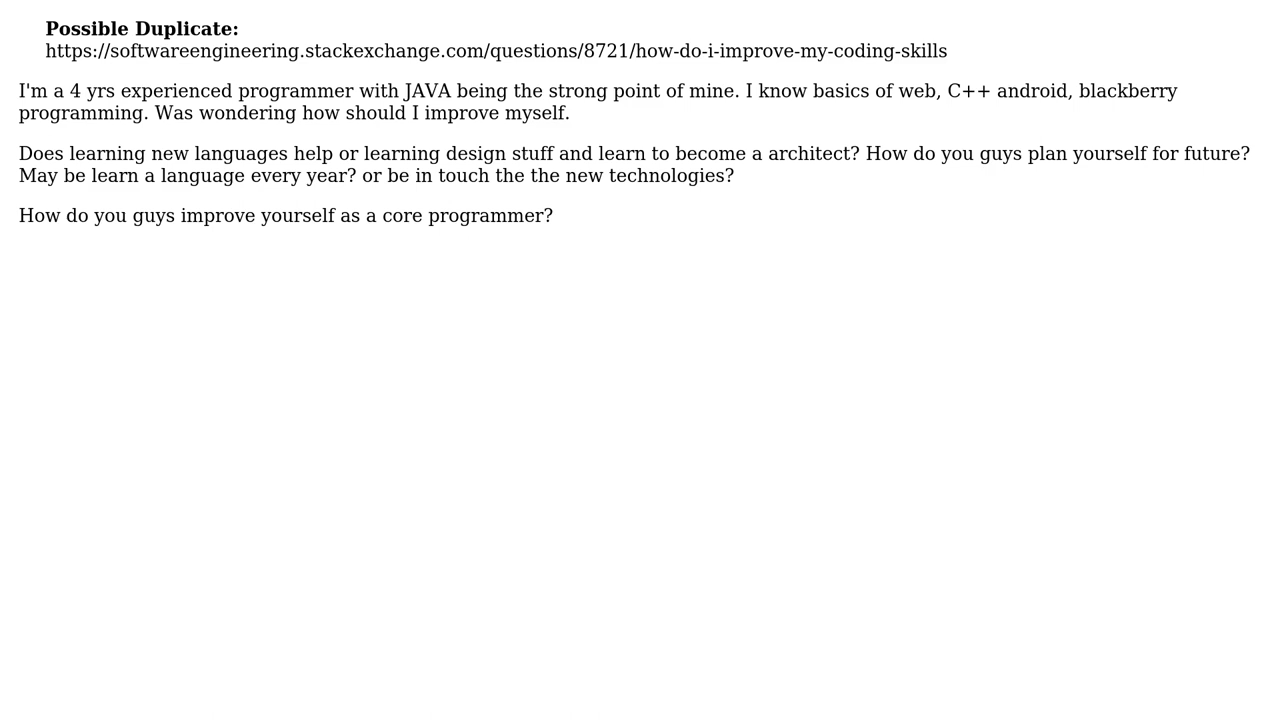 Possible Duplicate:
https://softwareengineering.stackexchange.com/questions/8721/how-do-i-improve-my-coding-skills
I'm a 4 yrs experienced programmer with JAVA being the strong point of mine. I know basics of web, C++ android, blackberry
programming. Was wondering how should I improve myself.
Does learning new languages help or learning design stuff and learn to become a architect? How do you guys plan yourself for future?
May be learn a language every year? or be in touch the the new technologies?
How do you guys improve yourself as a core programmer?